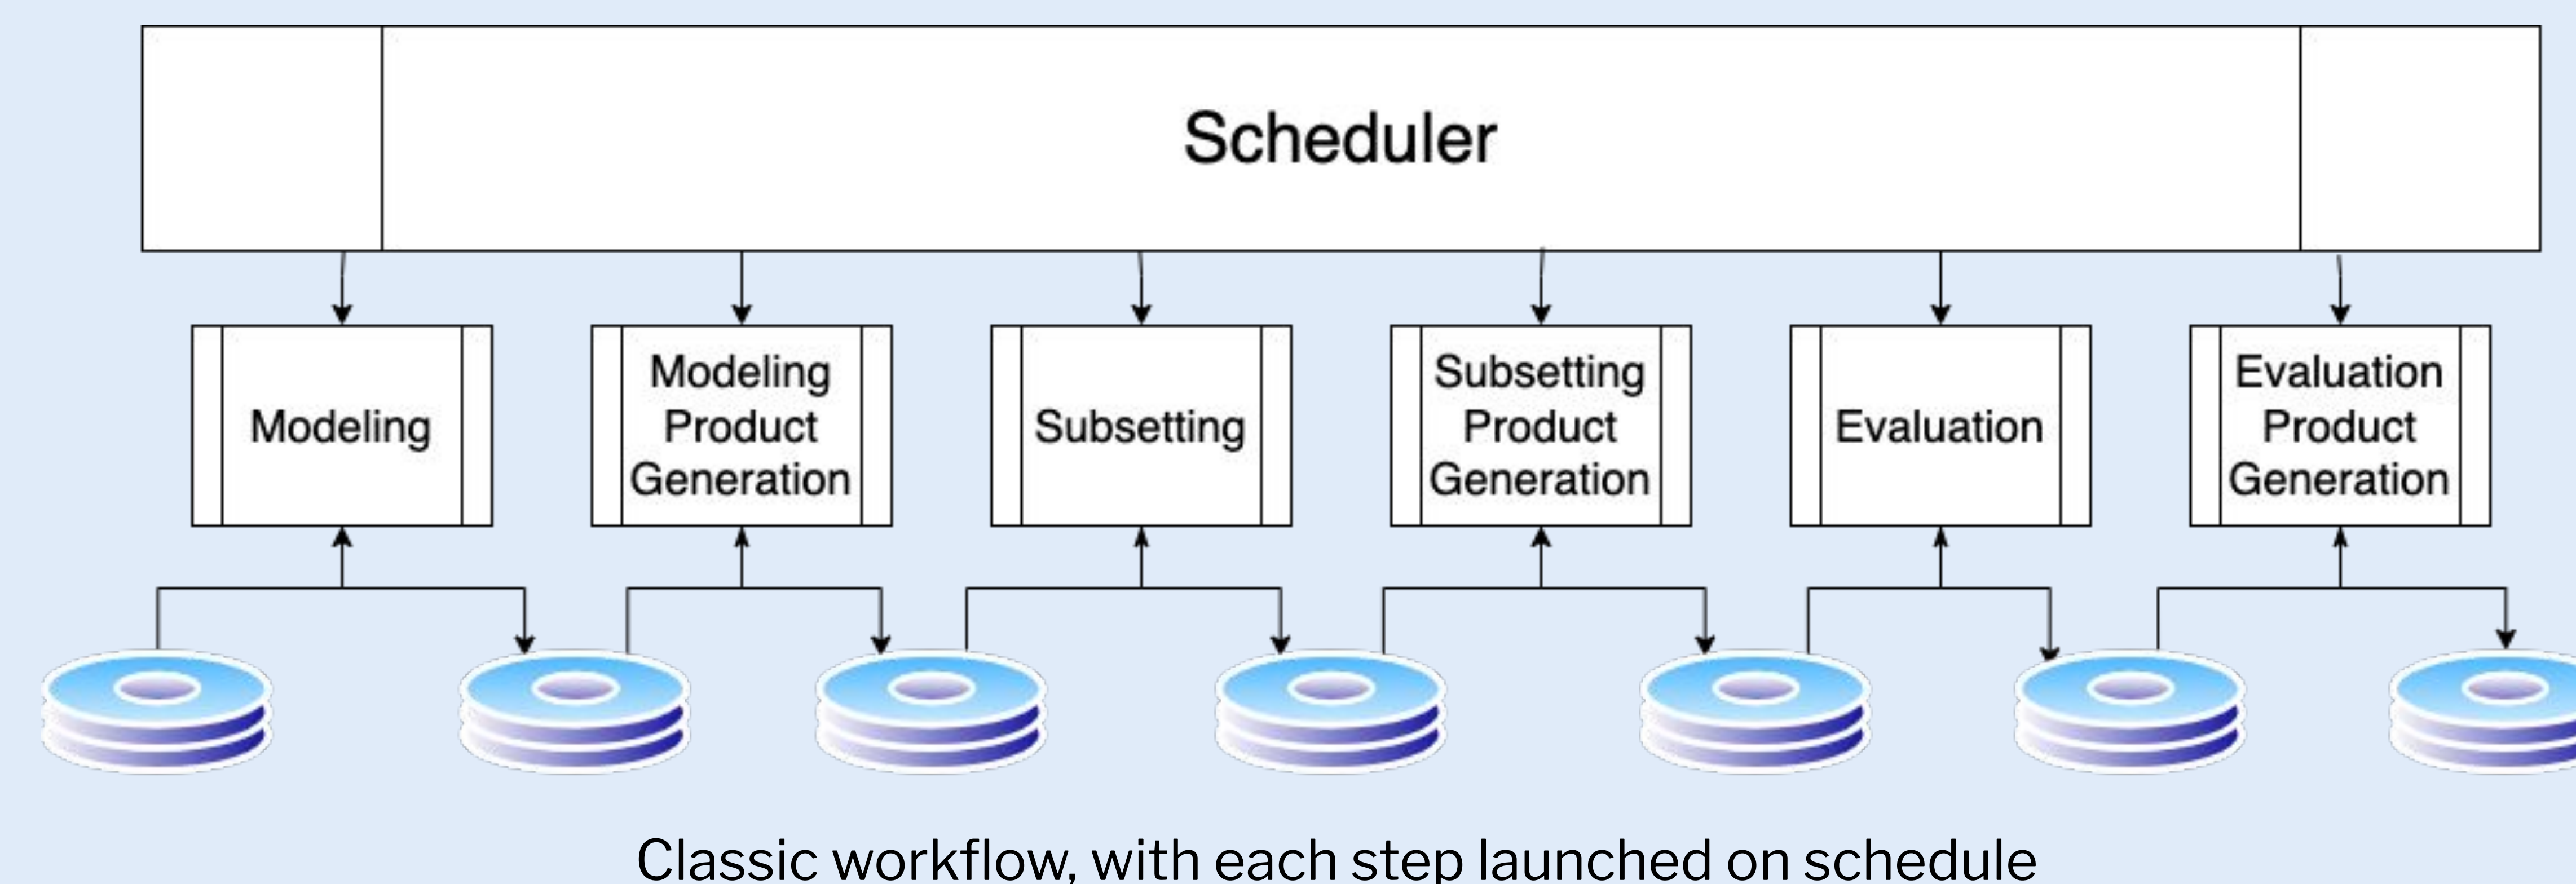 Scheduler
Modeling
Modeling
Product
Generation
Subsetting
Subsetting
Product
Generation
Evaluation
Evaluation
Product
Generation
Classic workflow, with each step launched on schedule